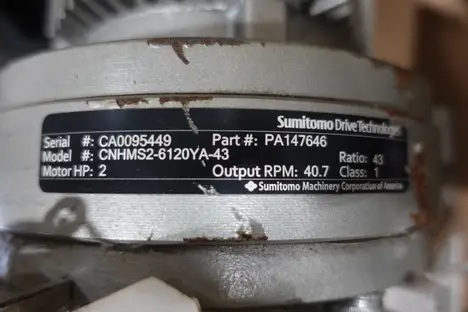 Sumitomo Drive Technologies
Serial #: CA0095449 Part #: PA147646
Model #: CNHMS2-6120YA-43 Ratio: 43
Motor HP: 2 Output RPM: 40.7 Class: 1
Sumitomo Machinery Corporation of America